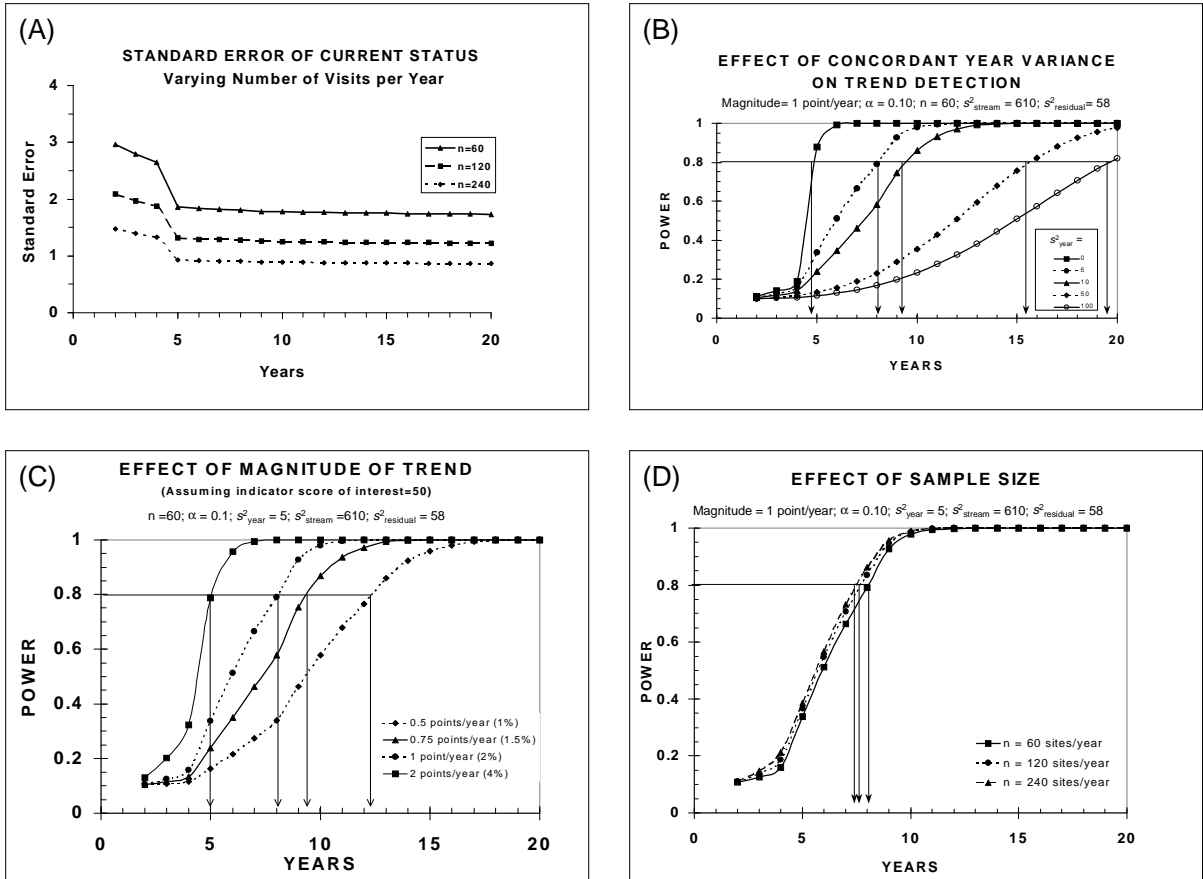 (A)
STANDARD ERROR OF CURRENT STATUS
Varying Number of Visits per Year
4
3
2
1
0
Standard Error
n=60
n=120
n=240
0 5 10 15 20
Years
(B)
EFFECT OF CONCORDANT YEAR VARIANCE
ON TREND DETECTION
Magnitude= 1 point/year; α = 0.10; n = 60; s²stream = 610; s²residual= 58
1
0.8
0.6
0.4
0.2
0
POWER
s²year =
0
5
10
50
100
0 5 10 15 20
YEARS
(C)
EFFECT OF MAGNITUDE OF TREND
(Assuming indicator score of interest=50)
n =60; α = 0.1; s²year = 5; s²stream =610; s²residual = 58
1
0.8
0.6
0.4
0.2
0
POWER
0.5 points/year (1%)
0.75 points/year (1.5%)
1 point/year (2%)
2 points/year (4%)
0 5 10 15 20
YEARS
(D)
EFFECT OF SAMPLE SIZE
Magnitude = 1 point/year; α = 0.10; s²year = 5; s²stream = 610; s²residual = 58
1
0.8
0.6
0.4
0.2
0
POWER
n = 60 sites/year
n = 120 sites/year
n = 240 sites/year
0 5 10 15 20
YEARS